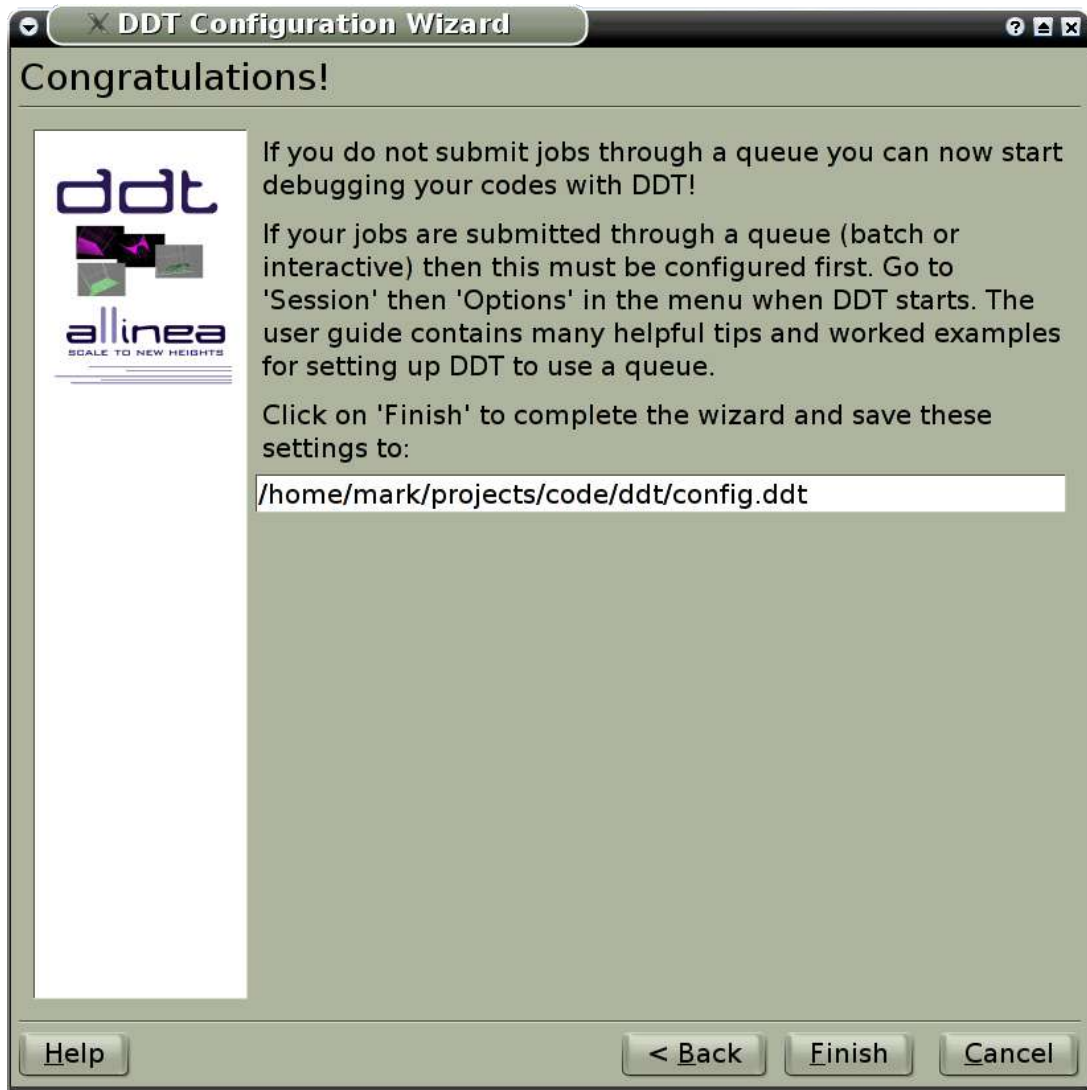 DDT Configuration Wizard
Congratulations!
ddt
allinea
SCALE TO NEW HEIGHTS
If you do not submit jobs through a queue you can now start
debugging your codes with DDT!
If your jobs are submitted through a queue (batch or
interactive) then this must be configured first. Go to
'Session' then 'Options' in the menu when DDT starts. The
user guide contains many helpful tips and worked examples
for setting up DDT to use a queue.
Click on 'Finish' to complete the wizard and save these
settings to:
/home/mark/projects/code/ddt/config.ddt
Help
< Back
Finish
Cancel